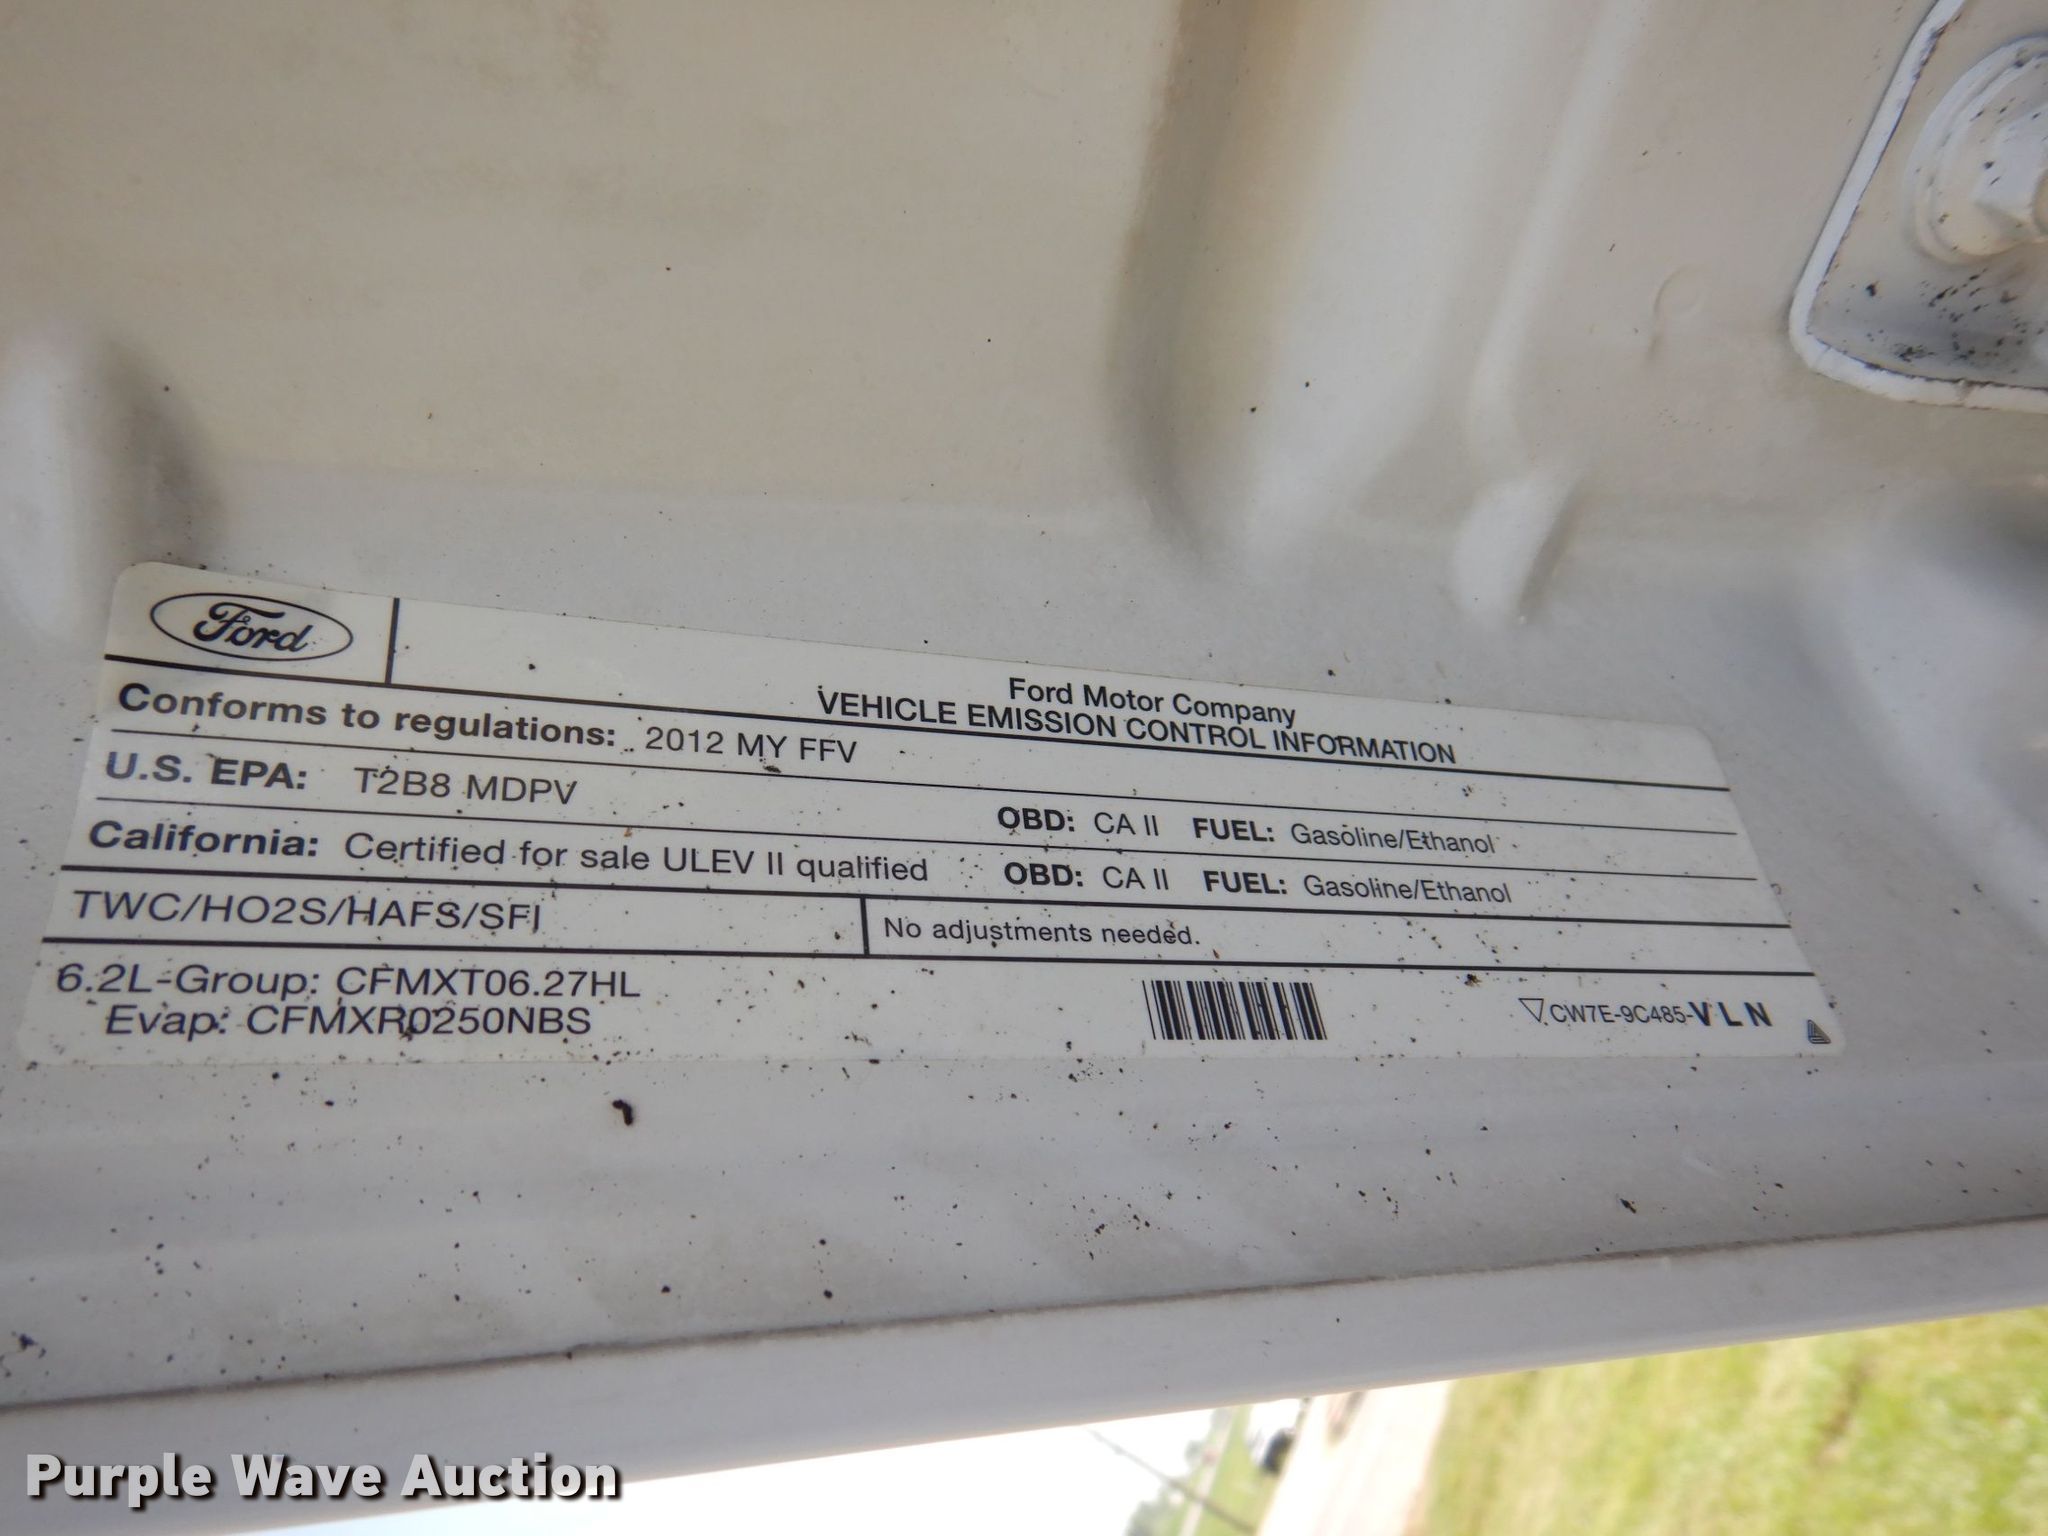 Ford
Ford Motor Company
VEHICLE EMISSION CONTROL INFORMATION
Conforms to regulations: 2012 MY FFV
U.S. EPA: T2B8 MDPV OBD: CA II FUEL: Gasoline/Ethanol
California: Certified for sale ULEV II qualified OBD: CA II FUEL: Gasoline/Ethanol
TWC/HO2S/HAFS/SFI No adjustments needed.
6.2L-Group: CFMXT06.27HL
Evap: CFMXR0250NBS
CW7E-9C485-VLN
Purple Wave Auction